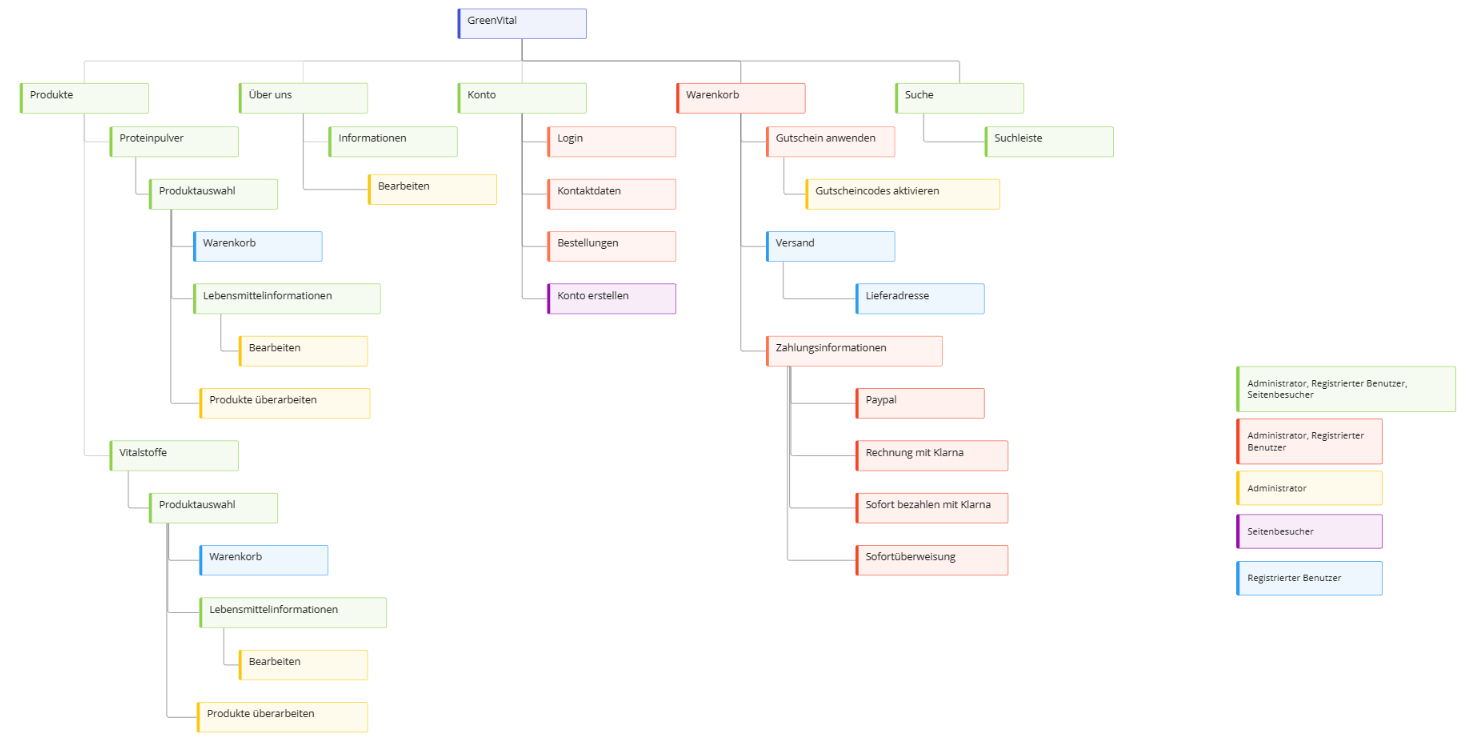 GreenVital
Produkte
Über uns
Konto
Warenkorb
Suche
Proteinpulver
Informationen
Login
Gutschein anwenden
Suchleiste
Produktauswahl
Bearbeiten
Kontaktdaten
Gutscheincodes aktivieren
Warenkorb
Bestellungen
Versand
Lebensmittelinformationen
Konto erstellen
Lieferadresse
Bearbeiten
Zahlungsinformationen
Produkte überarbeiten
Paypal
Vitalstoffe
Rechnung mit Klarna
Produktauswahl
Sofort bezahlen mit Klarna
Warenkorb
Sofortüberweisung
Lebensmittelinformationen
Bearbeiten
Produkte überarbeiten
Administrator, Registrierter Benutzer,
Seitenbesucher
Administrator, Registrierter
Benutzer
Administrator
Seitenbesucher
Registrierter Benutzer